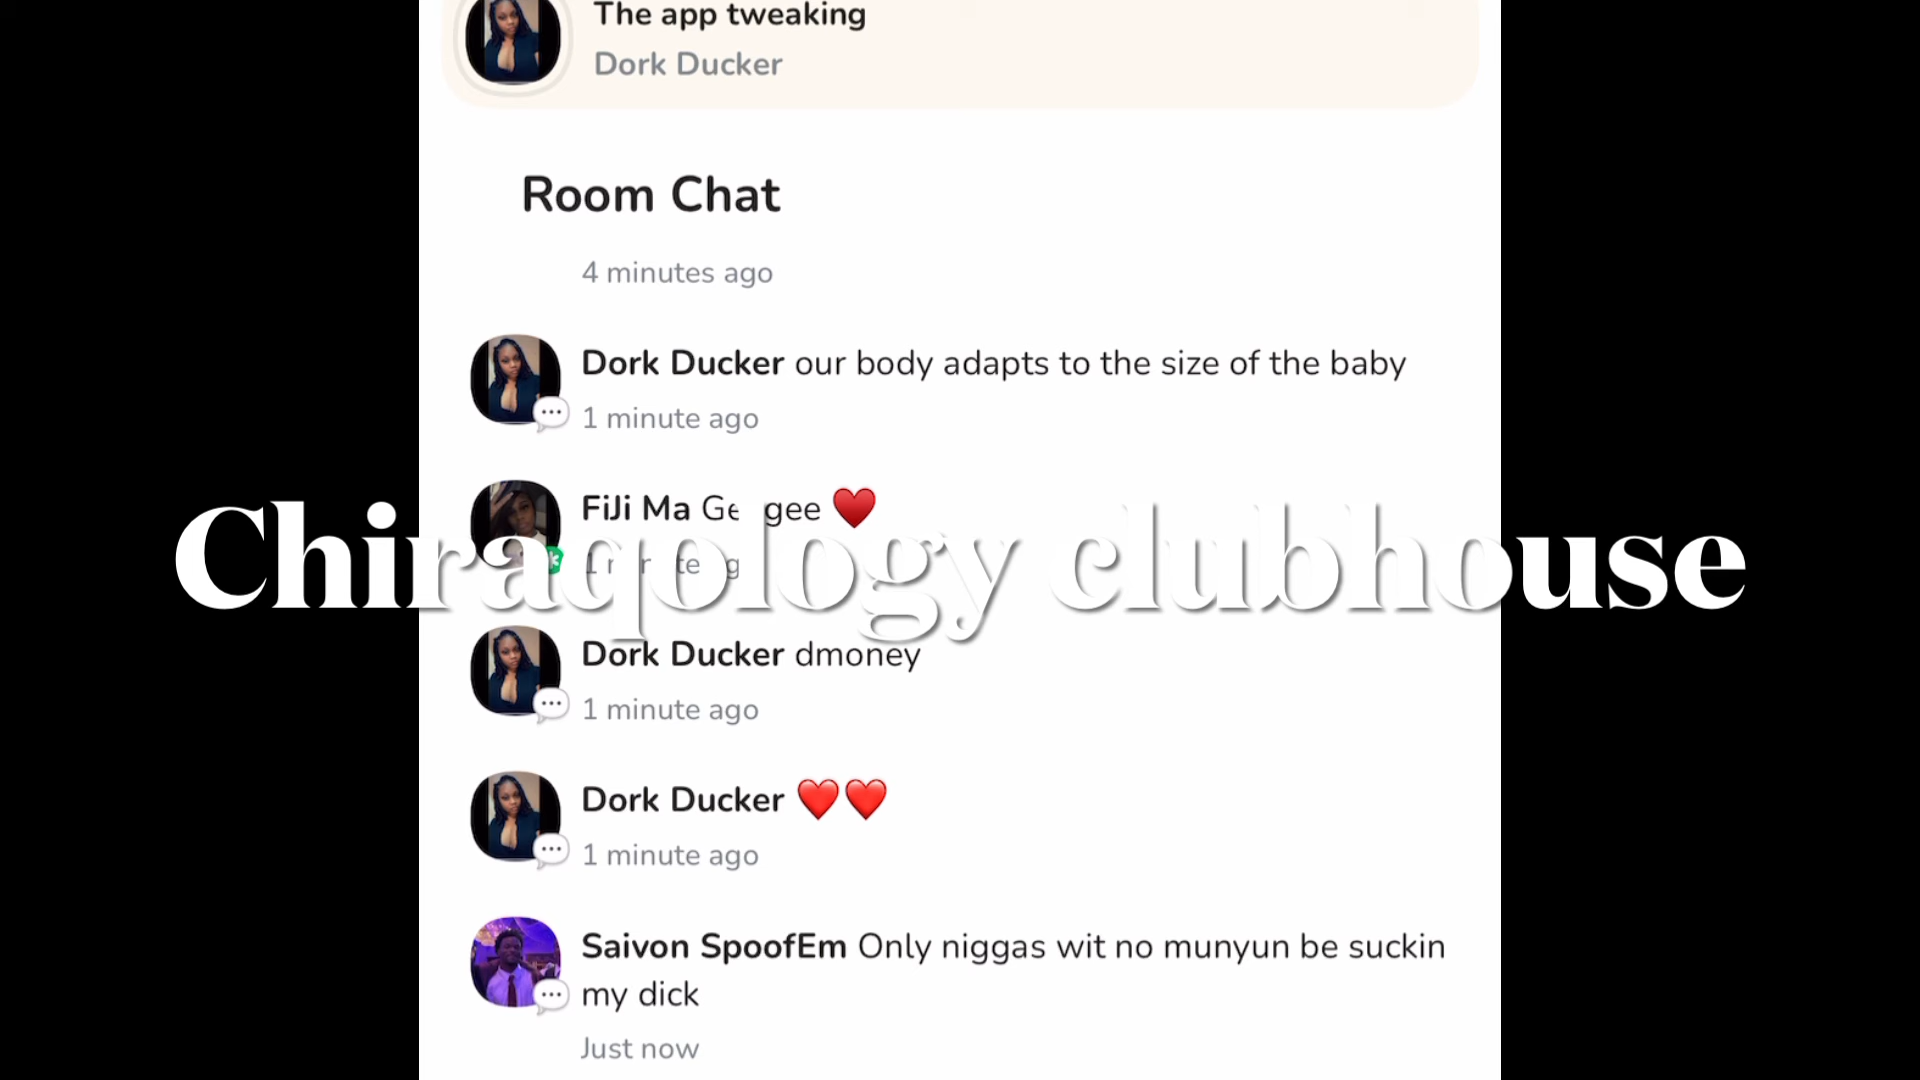 The app tweaking
Dork Ducker
Room Chat
4 minutes ago
Dork Ducker our body adapts to the size of the baby
1 minute ago
FiJi Ma gee ❤️
Chiraqology clubhouse
Dork Ducker dmoney
1 minute ago
Dork Ducker ❤️❤️
1 minute ago
Saivon SpoofEm Only niggas wit no munyun be suckin
my dick
Just now